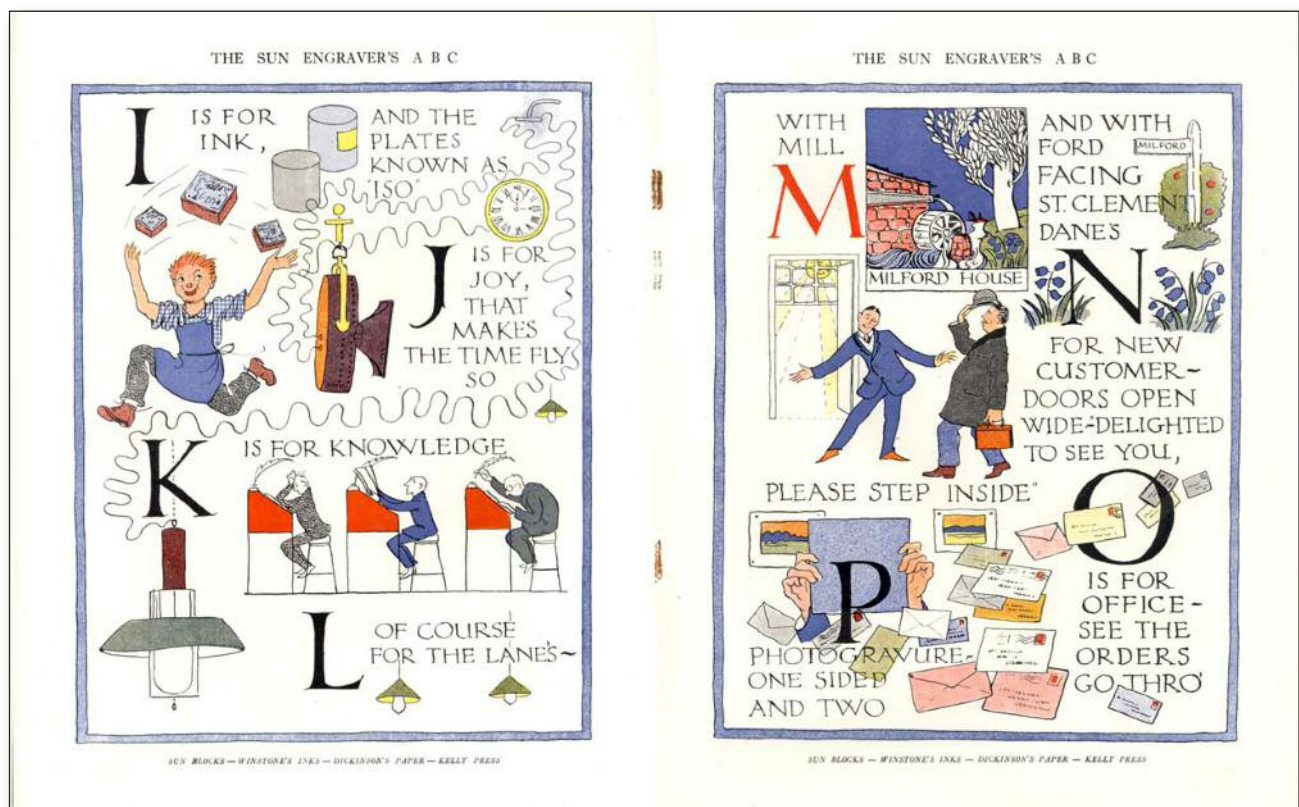 THE SUN ENGRAVER'S A B C
I IS FOR
INK,
AND THE
PLATES
KNOWN AS
"ISO"
J IS FOR
JOY,
THAT
MAKES
THE TIME FLY
SO
K IS FOR KNOWLEDGE
L OF COURSE
FOR THE LANE'S~
SUN BLOCKS — WINSTONE'S INKS — DICKINSON'S PAPER — KELLY PRESS
THE SUN ENGRAVER'S A B C
WITH
MILL
M
MILFORD HOUSE
AND WITH
FORD
FACING
ST. CLEMENT
DANE'S
MILFORD
N
FOR NEW
CUSTOMER~
DOORS OPEN
WIDE-"DELIGHTED
TO SEE YOU,
PLEASE STEP INSIDE"
O
IS FOR
OFFICE-
SEE THE
ORDERS
GO THRO'
P
PHOTOGRAVURE-
ONE SIDED
AND TWO
SUN BLOCKS — WINSTONE'S INKS — DICKINSON'S PAPER — KELLY PRESS